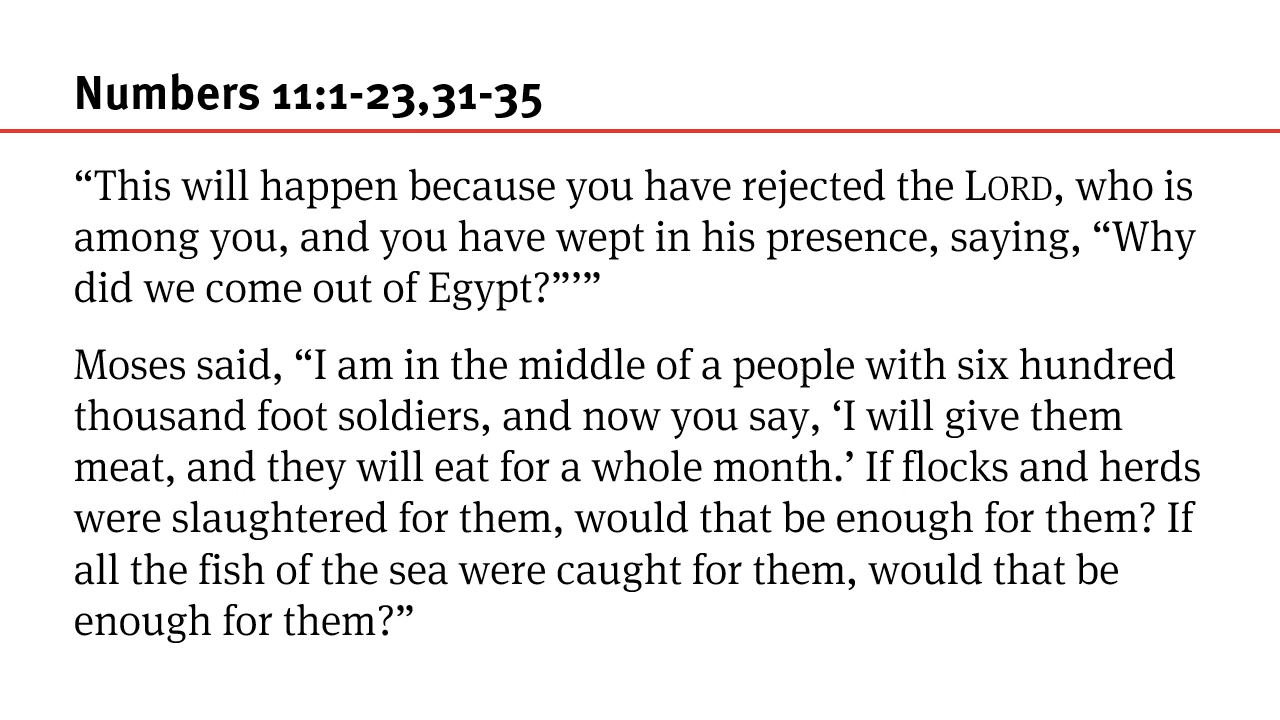 Numbers 11:1-23,31-35
“This will happen because you have rejected the LORD, who is
among you, and you have wept in his presence, saying, “Why
did we come out of Egypt?”’”
Moses said, “I am in the middle of a people with six hundred
thousand foot soldiers, and now you say, ‘I will give them
meat, and they will eat for a whole month.’ If flocks and herds
were slaughtered for them, would that be enough for them? If
all the fish of the sea were caught for them, would that be
enough for them?”